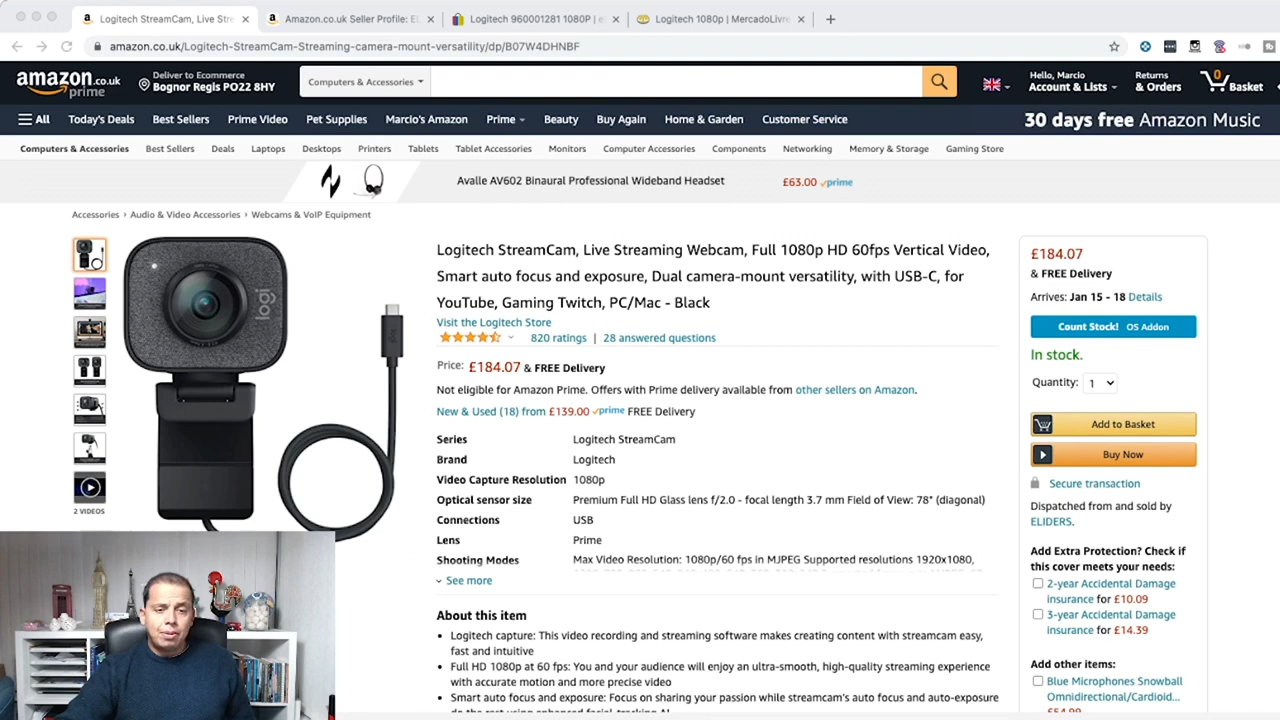 Logitech StreamCam, Live Stre
Amazon.co.uk Seller Profile: EL
Logitech 960001281 1080P | e
Logitech 1080p | MercadoLivre
amazon.co.uk/Logitech-StreamCam-Streaming-camera-mount-versatility/dp/B07W4DHNBF
amazon.co.uk
prime
Deliver to Ecommerce
Bognor Regis PO22 8HY
Computers & Accessories
Hello, Marcio
Account & Lists
Returns
& Orders
0
Basket
All
Today's Deals
Best Sellers
Prime Video
Pet Supplies
Marcio's Amazon
Prime
Beauty
Buy Again
Home & Garden
Customer Service
30 days free Amazon Music
Computers & Accessories
Best Sellers
Deals
Laptops
Desktops
Printers
Tablets
Tablet Accessories
Monitors
Computer Accessories
Components
Networking
Memory & Storage
Gaming Store
Avalle AV602 Binaural Professional Wideband Headset
£63.00 prime
Accessories › Audio & Video Accessories › Webcams & VoIP Equipment
logi
2 VIDEOS
Logitech StreamCam, Live Streaming Webcam, Full 1080p HD 60fps Vertical Video,
Smart auto focus and exposure, Dual camera-mount versatility, with USB-C, for
YouTube, Gaming Twitch, PC/Mac - Black
Visit the Logitech Store
820 ratings | 28 answered questions
Price: £184.07 & FREE Delivery
Not eligible for Amazon Prime. Offers with Prime delivery available from other sellers on Amazon.
New & Used (18) from £139.00 prime FREE Delivery
Series Logitech StreamCam
Brand Logitech
Video Capture Resolution 1080p
Optical sensor size Premium Full HD Glass lens f/2.0 - focal length 3.7 mm Field of View: 78° (diagonal)
Connections USB
Lens Prime
Shooting Modes Max Video Resolution: 1080p/60 fps in MJPEG Supported resolutions 1920x1080,
See more
About this item
• Logitech capture: This video recording and streaming software makes creating content with streamcam easy,
fast and intuitive
• Full HD 1080p at 60 fps: You and your audience will enjoy an ultra-smooth, high-quality streaming experience
with accurate motion and more precise video
• Smart auto focus and exposure: Focus on sharing your passion while streamcam's auto focus and auto-exposure
£184.07
& FREE Delivery
Arrives: Jan 15 - 18 Details
Count Stock! OS Addon
In stock.
Quantity: 1
Add to Basket
Buy Now
Secure transaction
Dispatched from and sold by
ELIDERS.
Add Extra Protection? Check if
this cover meets your needs:
2-year Accidental Damage
insurance for £10.09
3-year Accidental Damage
insurance for £14.39
Add other items:
Blue Microphones Snowball
Omnidirectional/Cardioid...